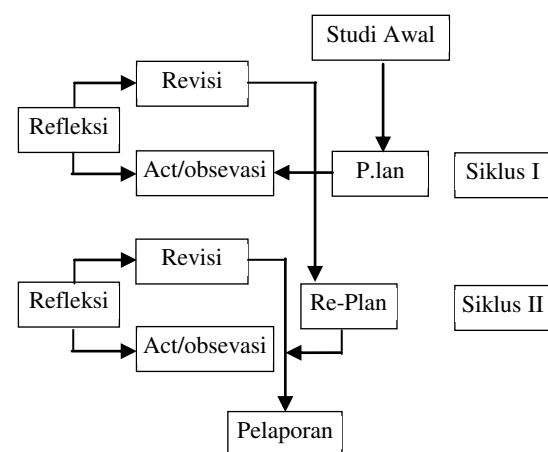 Studi Awal
Revisi
Refleksi
Act/obsevasi
P.lan
Siklus I
Revisi
Refleksi
Re-Plan
Siklus II
Act/obsevasi
Pelaporan